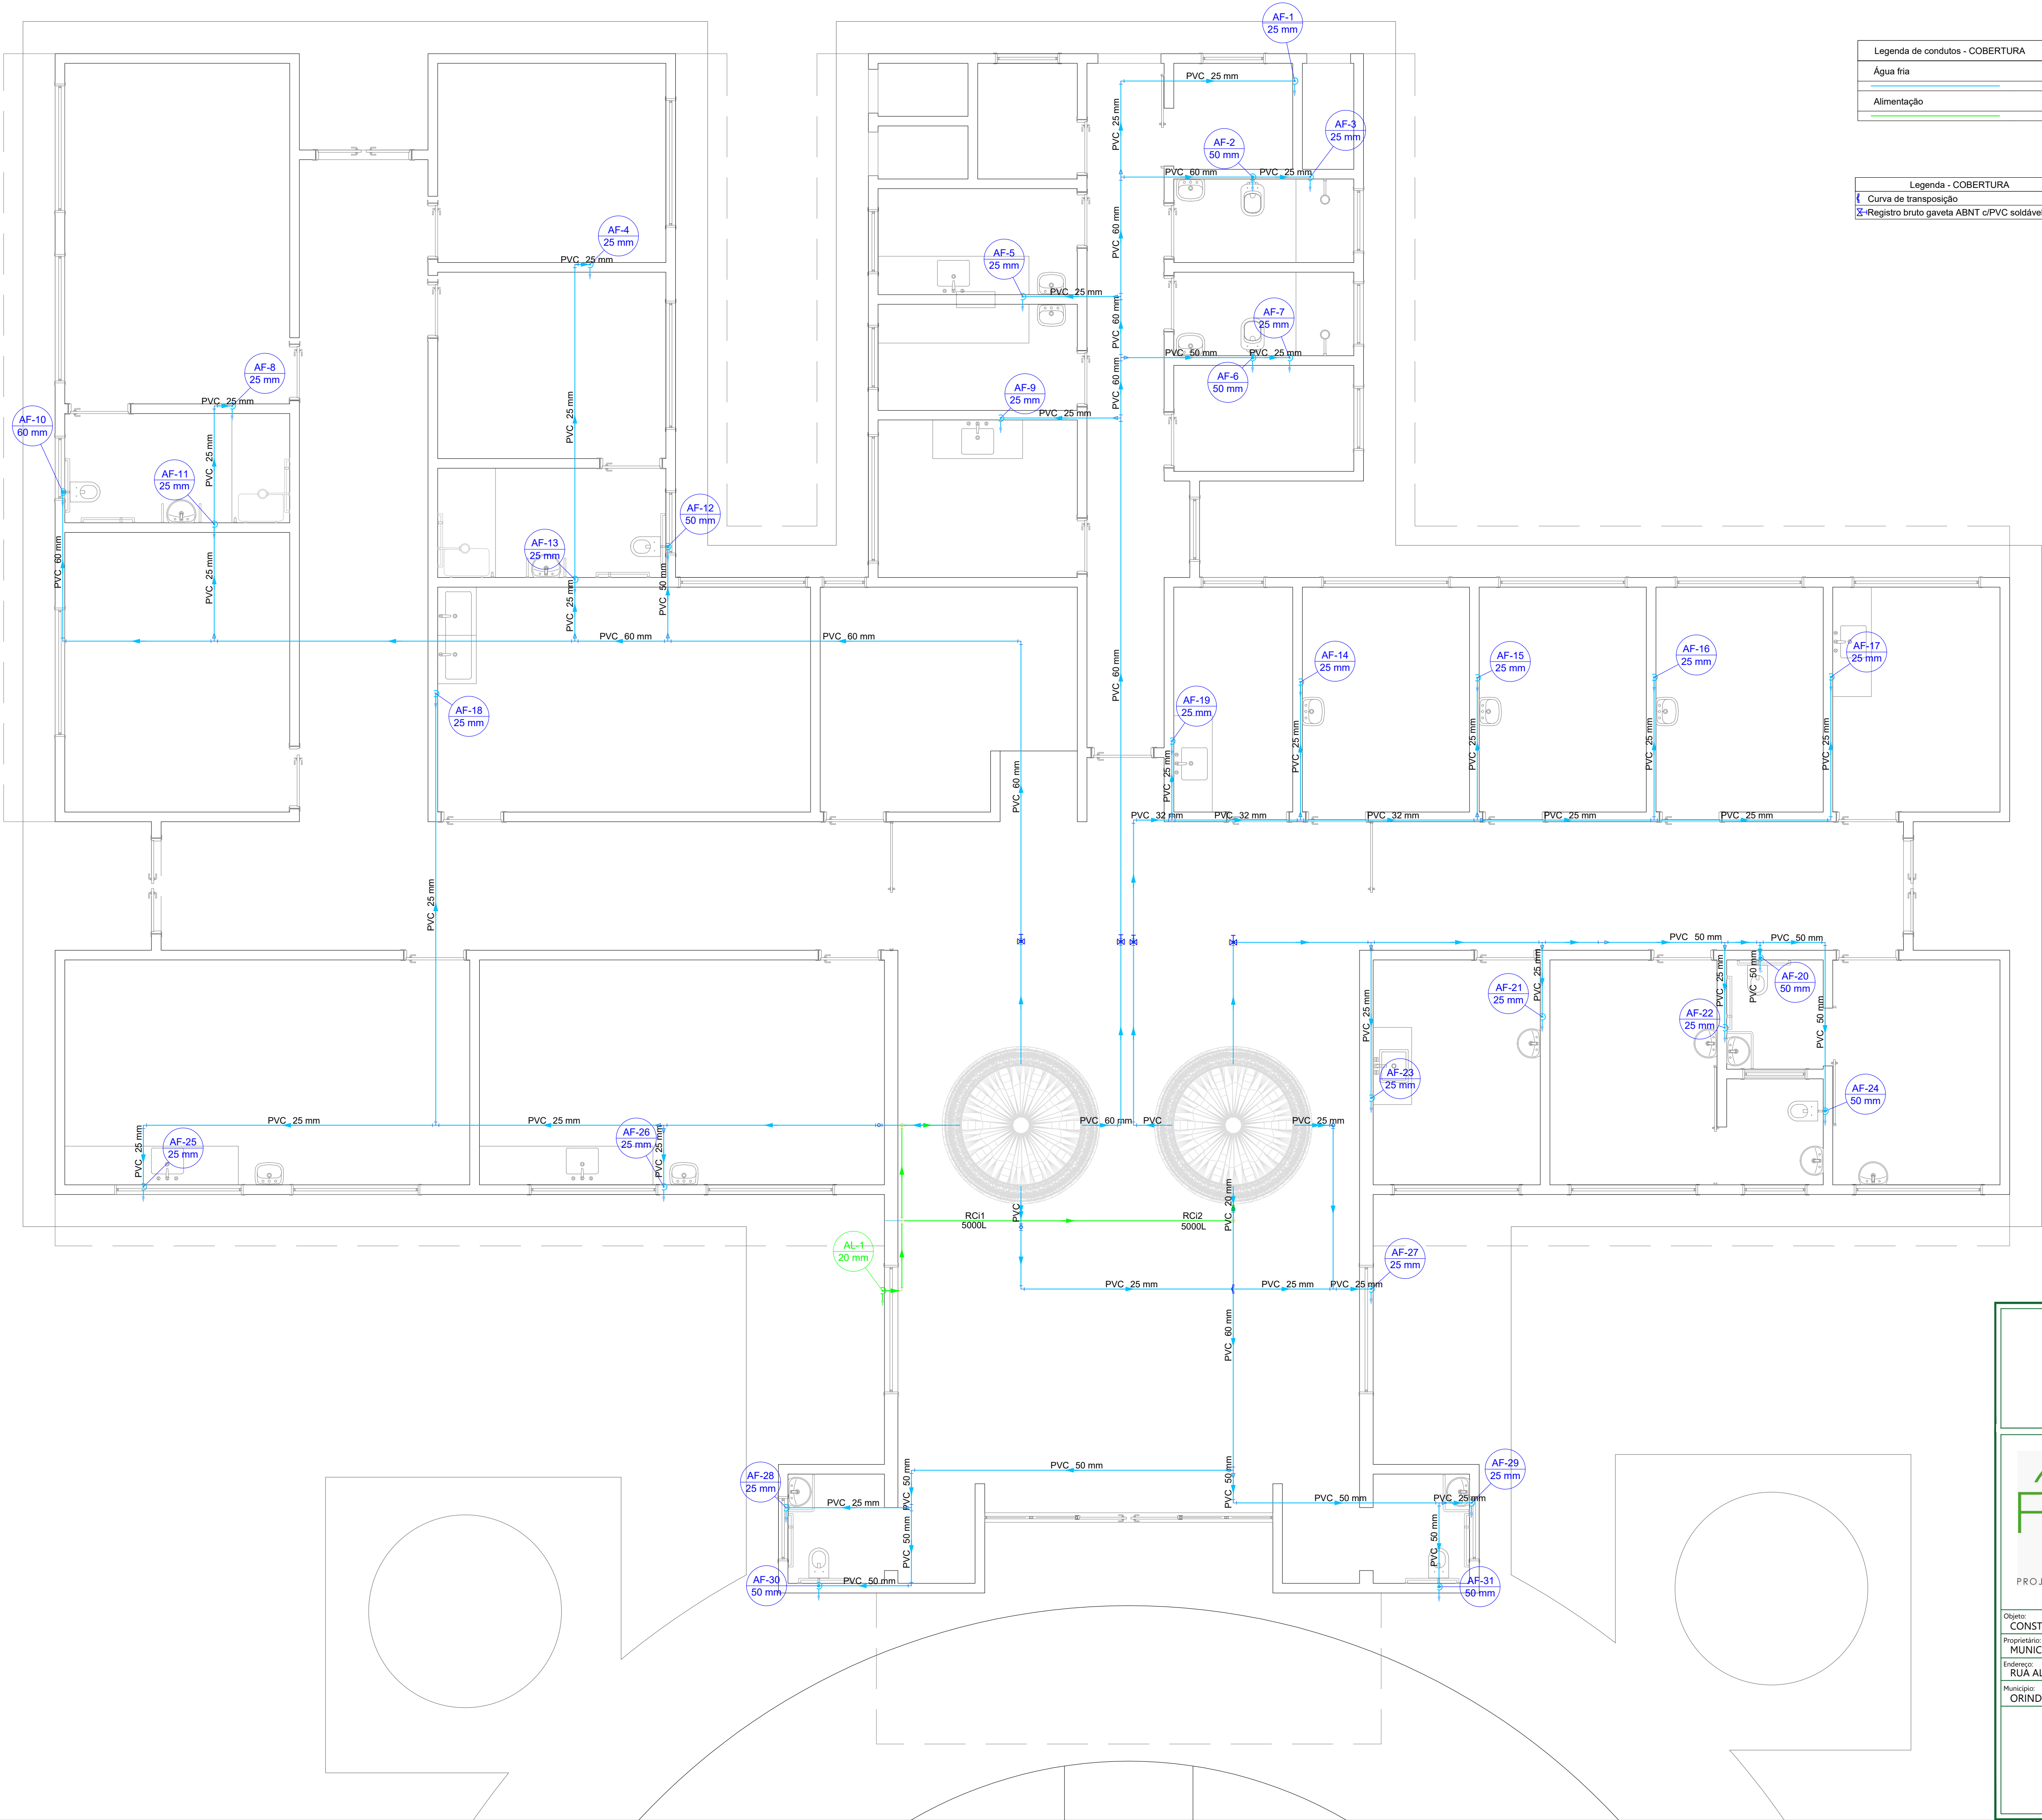 AF-1
25 mm
Legenda de condutos - COBERTURA
Água fria
Alimentação
Legenda - COBERTURA
Curva de transposição
Registro bruto gaveta ABNT c/PVC soldável
PVC 25 mm
PVC 25 mm
AF-3
25 mm
AF-2
50 mm
PVC 60 mm
PVC 25 mm
AF-4
25 mm
PVC 25 mm
AF-5
25 mm
PVC 60 mm
PVC 25 mm
AF-7
25 mm
PVC 60 mm
PVC 50 mm
PVC 25 mm
AF-6
50 mm
AF-8
25 mm
PVC 25 mm
AF-9
25 mm
PVC 60 mm
PVC 25 mm
AF-10
60 mm
PVC 25 mm
PVC 25 mm
AF-11
25 mm
AF-12
50 mm
AF-13
25 mm
PVC 60 mm
PVC 25 mm
PVC 25 mm
PVC 50 mm
PVC 60 mm
PVC 60 mm
PVC 60 mm
AF-14
25 mm
AF-15
25 mm
AF-16
25 mm
AF-17
25 mm
AF-18
25 mm
AF-19
25 mm
PVC 60 mm
PVC 25 mm
PVC 25 mm
PVC 25 mm
PVC 25 mm
PVC 25 mm
PVC 32 mm
PVC 32 mm
PVC 32 mm
PVC 25 mm
PVC 25 mm
PVC 25 mm
PVC 50 mm
PVC 50 mm
PVC 25 mm
PVC 25 mm
PVC 25 mm
PVC 50 mm
PVC 50 mm
AF-20
50 mm
AF-21
25 mm
AF-22
25 mm
AF-23
25 mm
AF-24
50 mm
PVC 25 mm
PVC 25 mm
PVC 60 mm
PVC
PVC 25 mm
AF-25
25 mm
AF-26
25 mm
PVC 25 mm
PVC 25 mm
PVC
PVC 20 mm
RCi1
5000L
RCi2
5000L
AL-1
20 mm
AF-27
25 mm
PVC 25 mm
PVC 25 mm
PVC 25 mm
PVC 60 mm
AF-28
25 mm
PVC 50 mm
PVC 50 mm
PVC 50 mm
AF-29
25 mm
PVC 25 mm
PVC 50 mm
PVC 25 mm
PVC 50 mm
PVC 50 mm
AF-30
50 mm
PVC 50 mm
AF-31
50 mm
PROJ
Objeto:
CONST
Proprietário:
MUNIC
Endereço:
RUA AL
Município:
ORIND